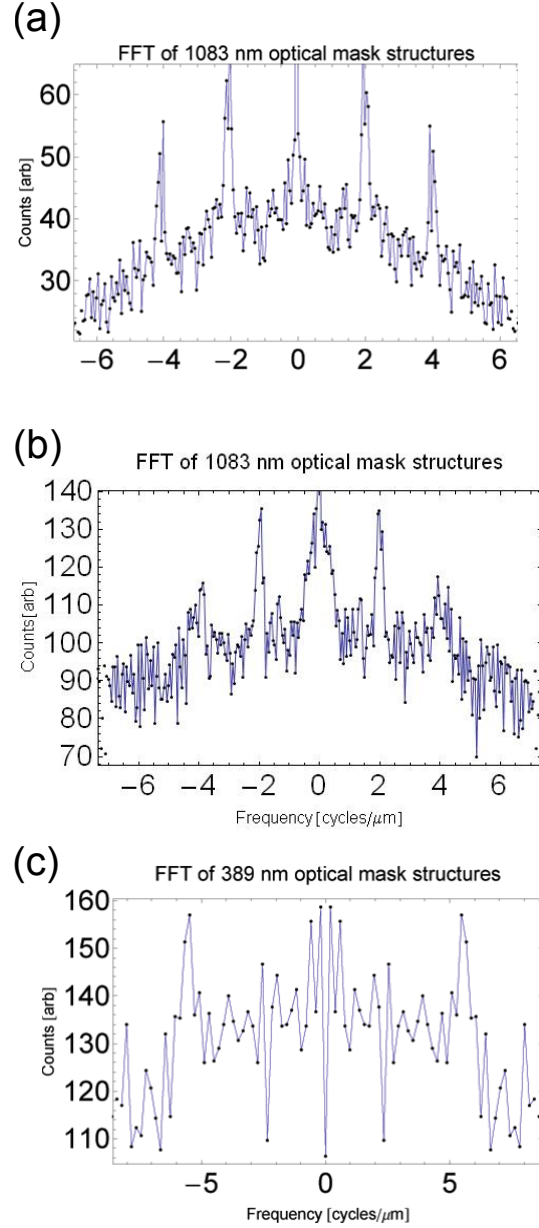 (a)
FFT of 1083 nm optical mask structures
Counts [arb]
60
50
40
30
−6 −4 −2 0 2 4 6
(b)
FFT of 1083 nm optical mask structures
Counts[arb]
140
130
120
110
100
90
80
70
−6 −4 −2 0 2 4 6
Frequency[cycles/μm]
(c)
FFT of 389 nm optical mask structures
Counts [arb]
160
150
140
130
120
110
−5 0 5
Frequency [cycles/μm]